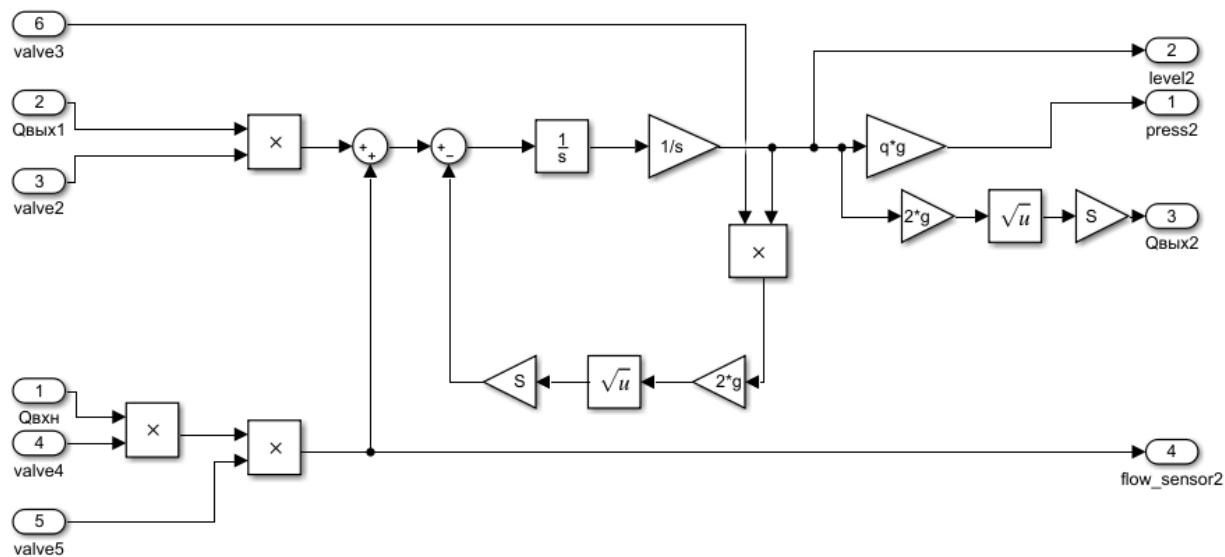 6
valve3
2
Qвых1
3
valve2
×
+
+
+
−
1
s
1/s
q*g
2
level2
1
press2
2*g
√u
S
3
Qвых2
×
S
√u
2*g
1
Qвхн
4
valve4
×
×
5
valve5
4
flow_sensor2